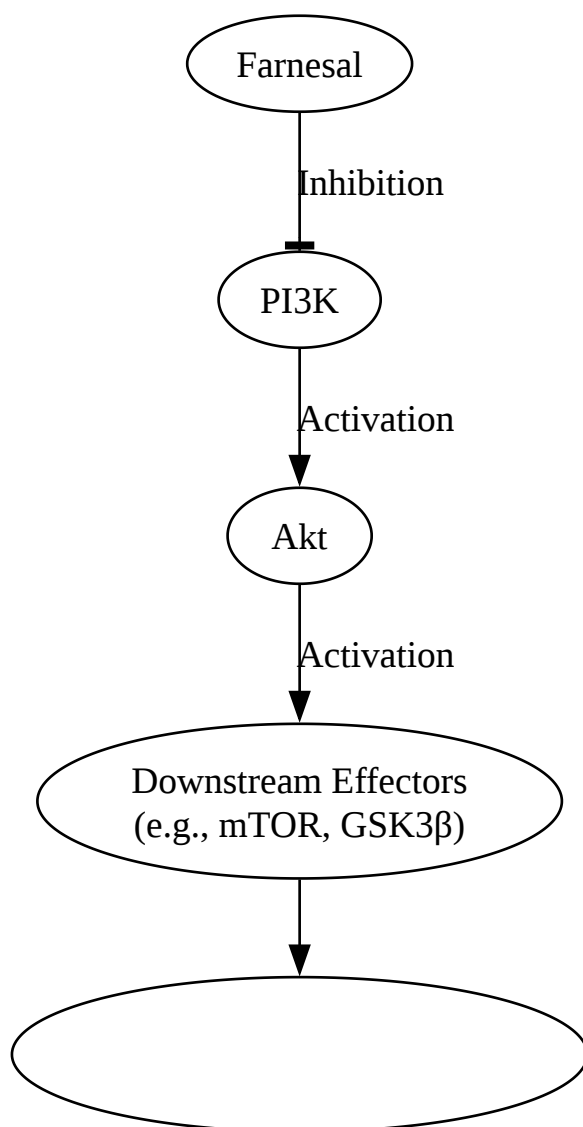 Farnesal
Inhibition
PI3K
Activation
Akt
Activation
Downstream Effectors
(e.g., mTOR, GSK3β)